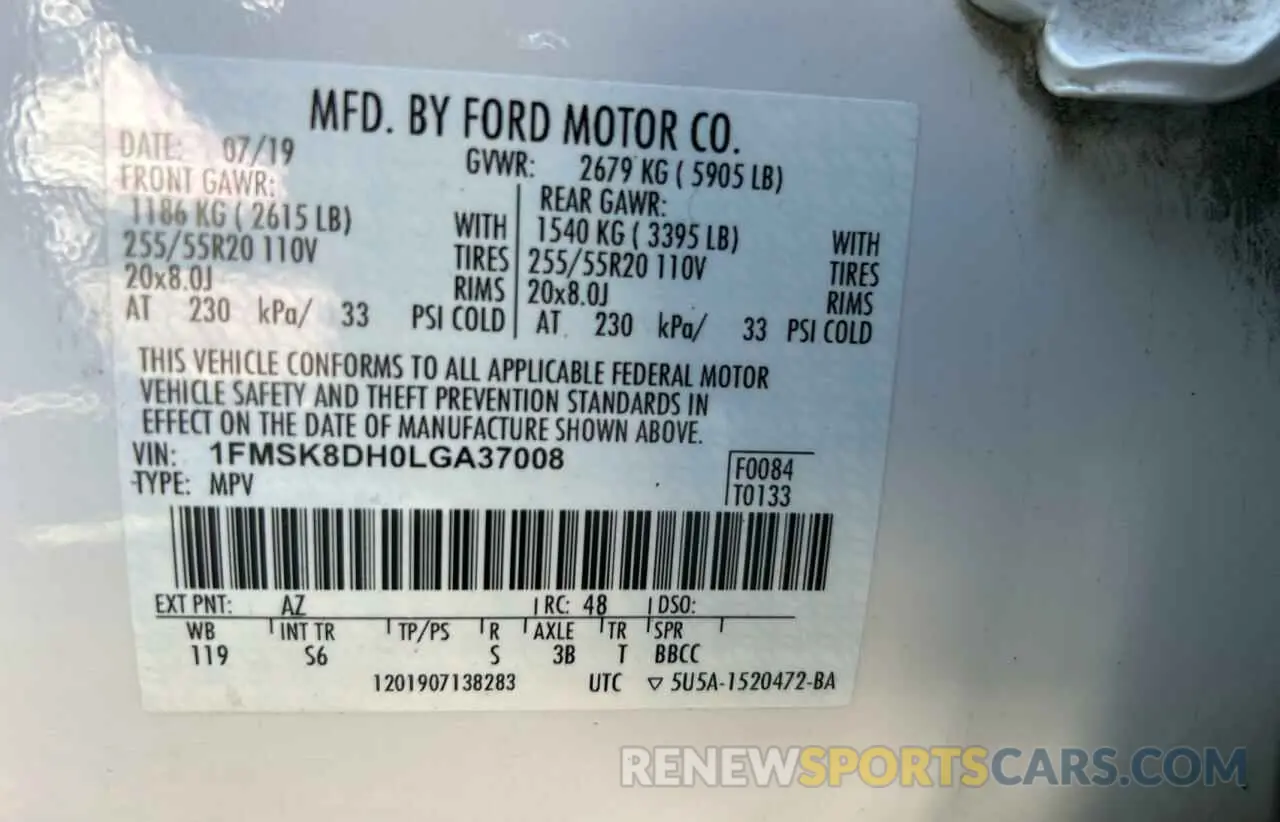 MFD. BY FORD MOTOR CO.
DATE: 07/19 GVWR: 2679 KG ( 5905 LB)
FRONT GAWR: REAR GAWR:
1186 KG ( 2615 LB) WITH 1540 KG ( 3395 LB) WITH
255/55R20 110V TIRES 255/55R20 110V TIRES
20x8.0J RIMS 20x8.0J RIMS
AT 230 kPa/ 33 PSI COLD AT 230 kPa/ 33 PSI COLD
THIS VEHICLE CONFORMS TO ALL APPLICABLE FEDERAL MOTOR
VEHICLE SAFETY AND THEFT PREVENTION STANDARDS IN
EFFECT ON THE DATE OF MANUFACTURE SHOWN ABOVE.
VIN: 1FMSK8DH0LGA37008
F0084
TYPE: MPV
T0133
EXT PNT: AZ RC: 48 DSO:
WB INT TR TP/PS R AXLE TR SPR
119 S6 S 3B T BBCC
1201907138283 UTC ▽ 5U5A-1520472-BA
RENEWSPORTSCARS.COM